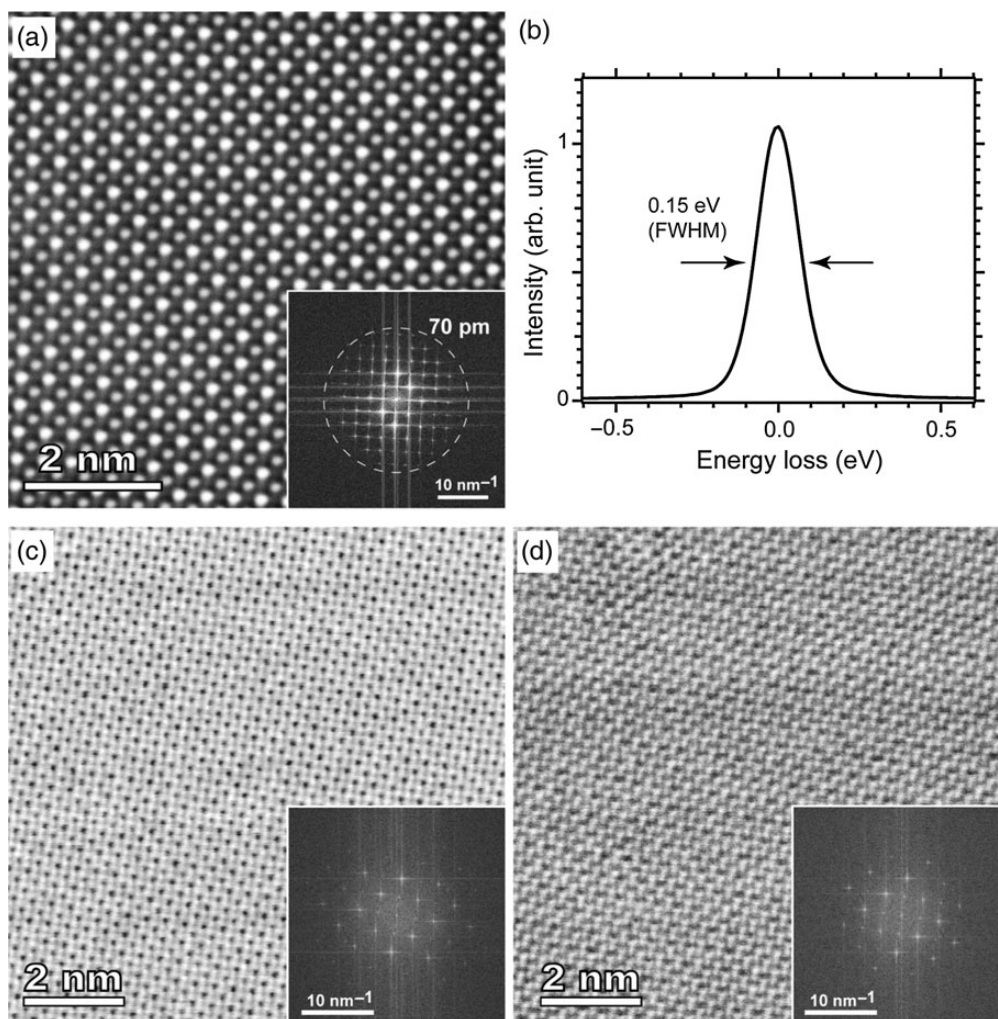 (a)
70 pm
2 nm
10 nm⁻¹
(b)
Intensity (arb. unit)
1
0
0.15 eV
(FWHM)
−0.5
0.0
0.5
Energy loss (eV)
(c)
2 nm
10 nm⁻¹
(d)
2 nm
10 nm⁻¹